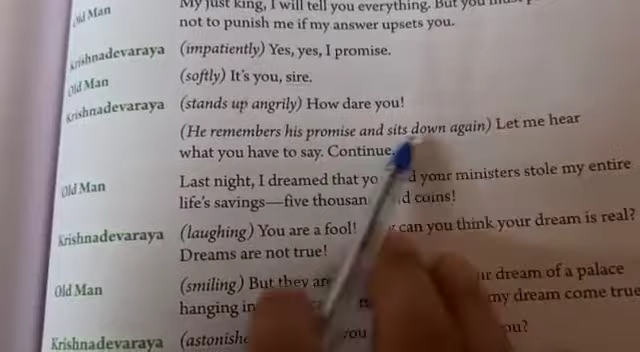 My just king, I will tell you everything. But you
Old Man
not to punish me if my answer upsets you.
Krishnadevaraya (impatiently) Yes, yes, I promise.
Old Man (softly) It's you, sire.
Krishnadevaraya (stands up angrily) How dare you!
(He remembers his promise and sits down again) Let me hear
what you have to say. Continue.
Old Man Last night, I dreamed that your ministers stole my entire
life's savings—five coins!
Krishnadevaraya (laughing) You are a fool! can you think your dream is real?
Dreams are not true!
Old Man (smiling) But they dream of a palace
hanging in my dream come true
Krishnadevaraya you?